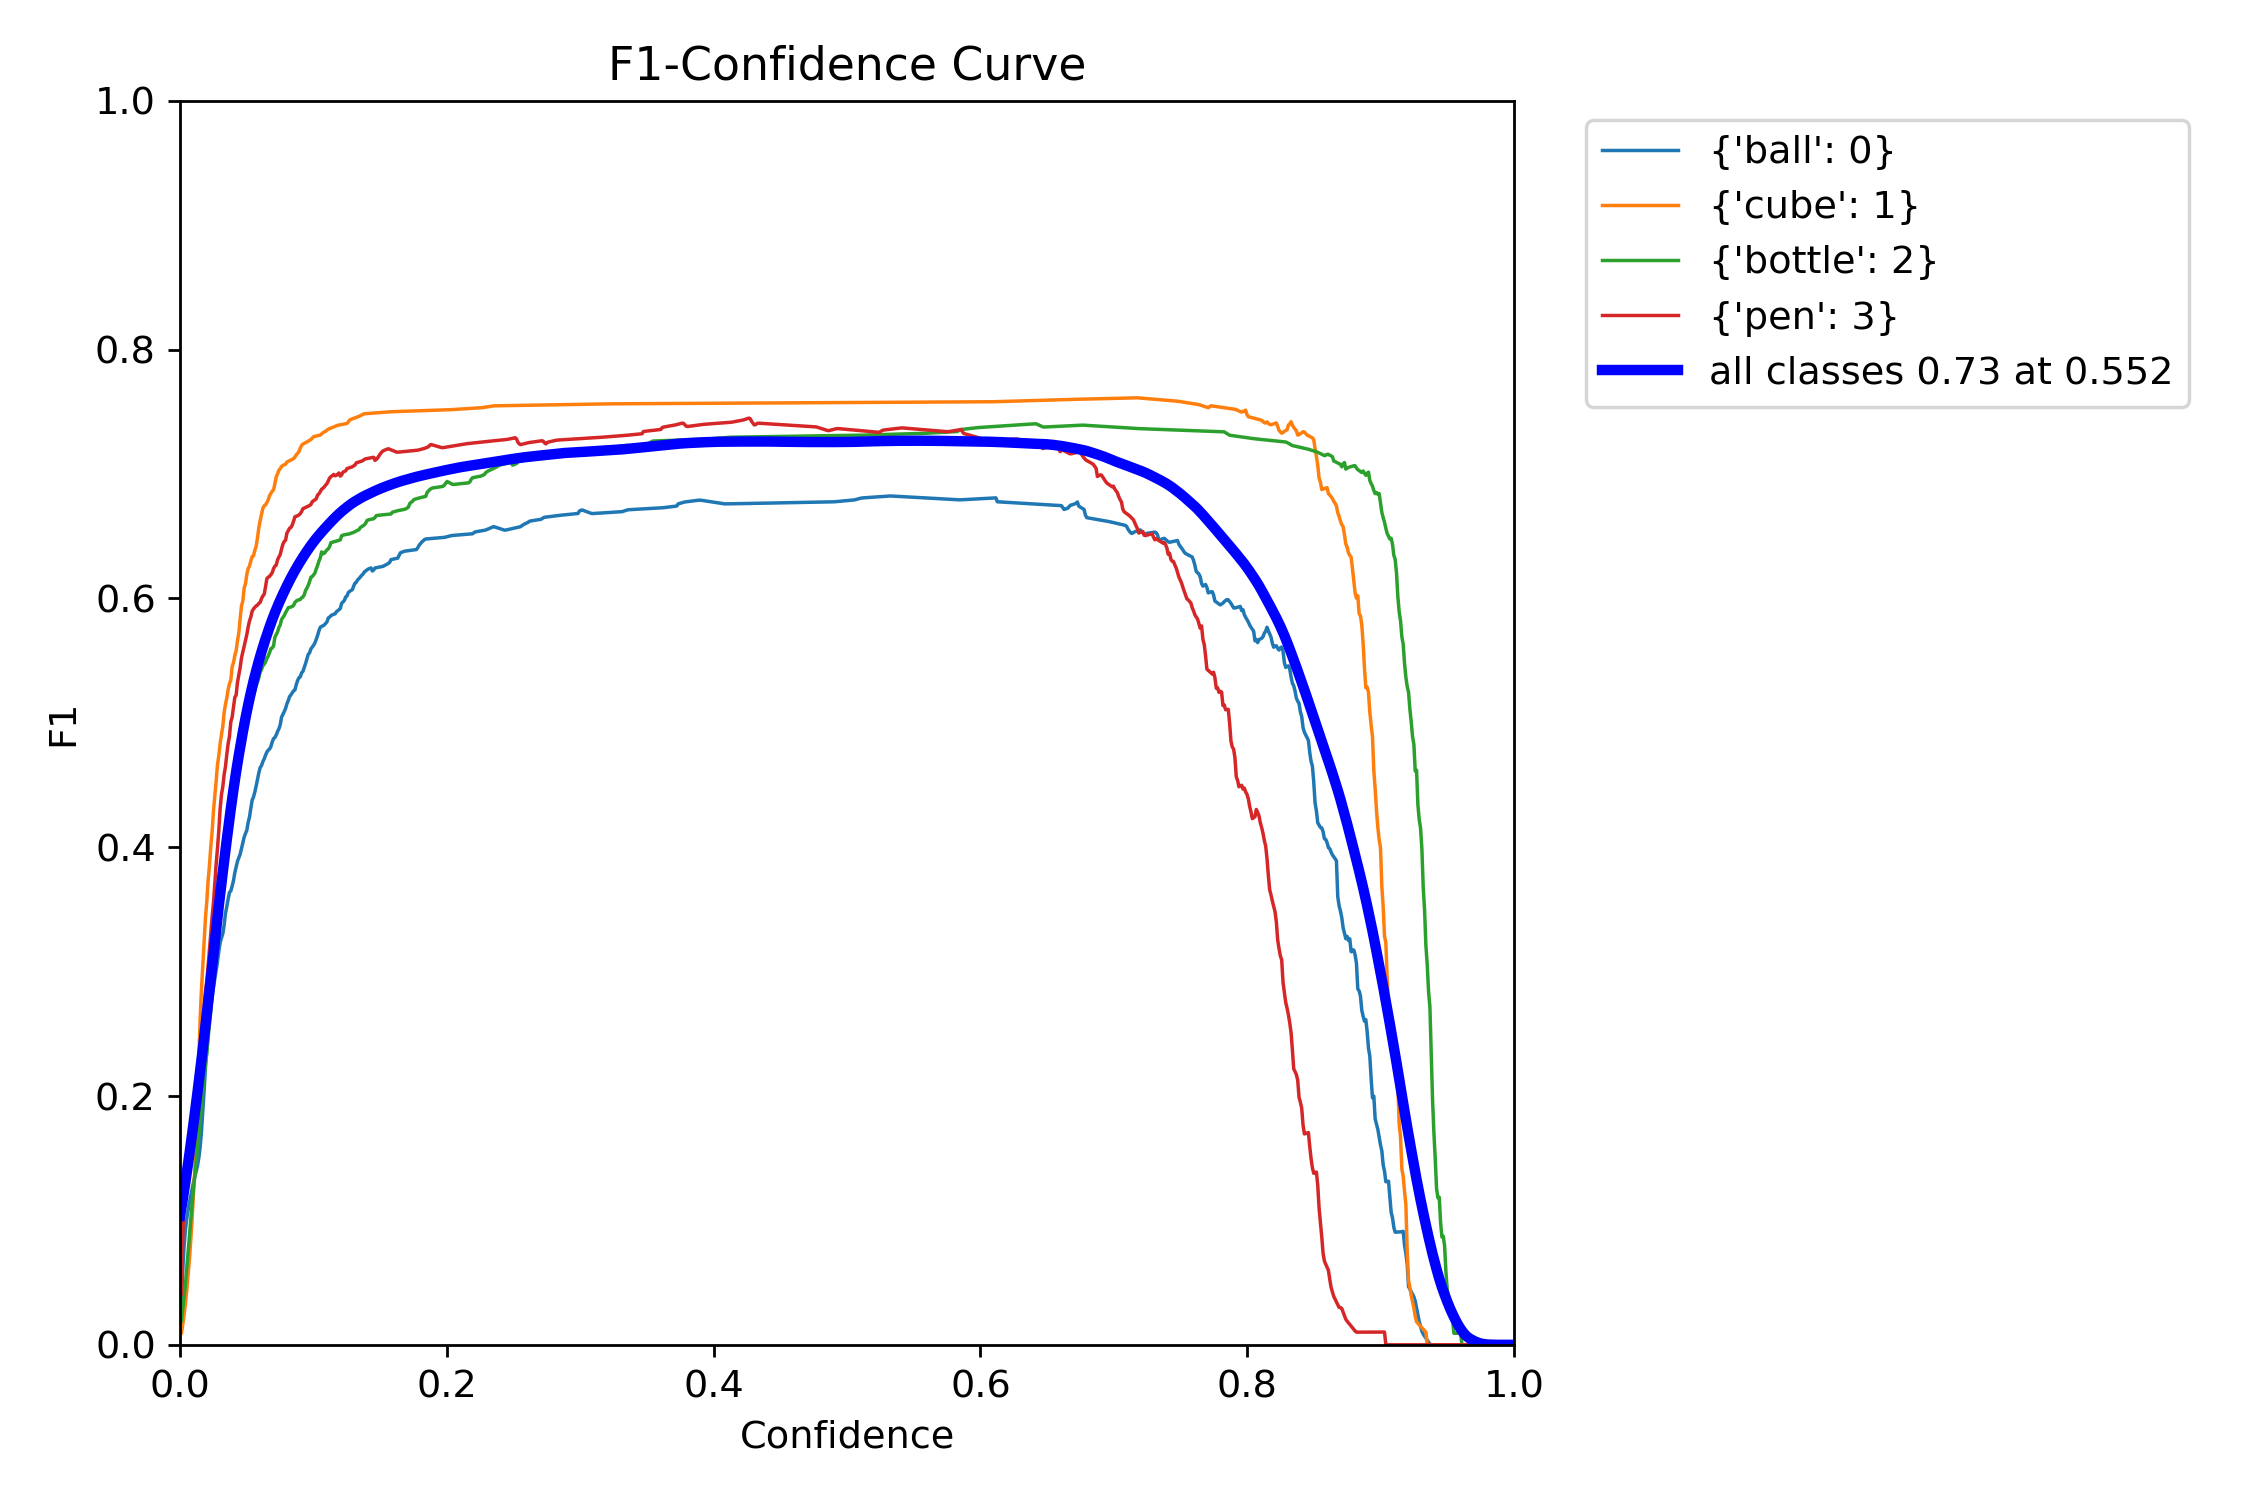 F1-Confidence Curve
1.0
0.8
0.6
0.4
0.2
0.0
F1
0.0 0.2 0.4 0.6 0.8 1.0
Confidence
{'ball': 0}
{'cube': 1}
{'bottle': 2}
{'pen': 3}
all classes 0.73 at 0.552